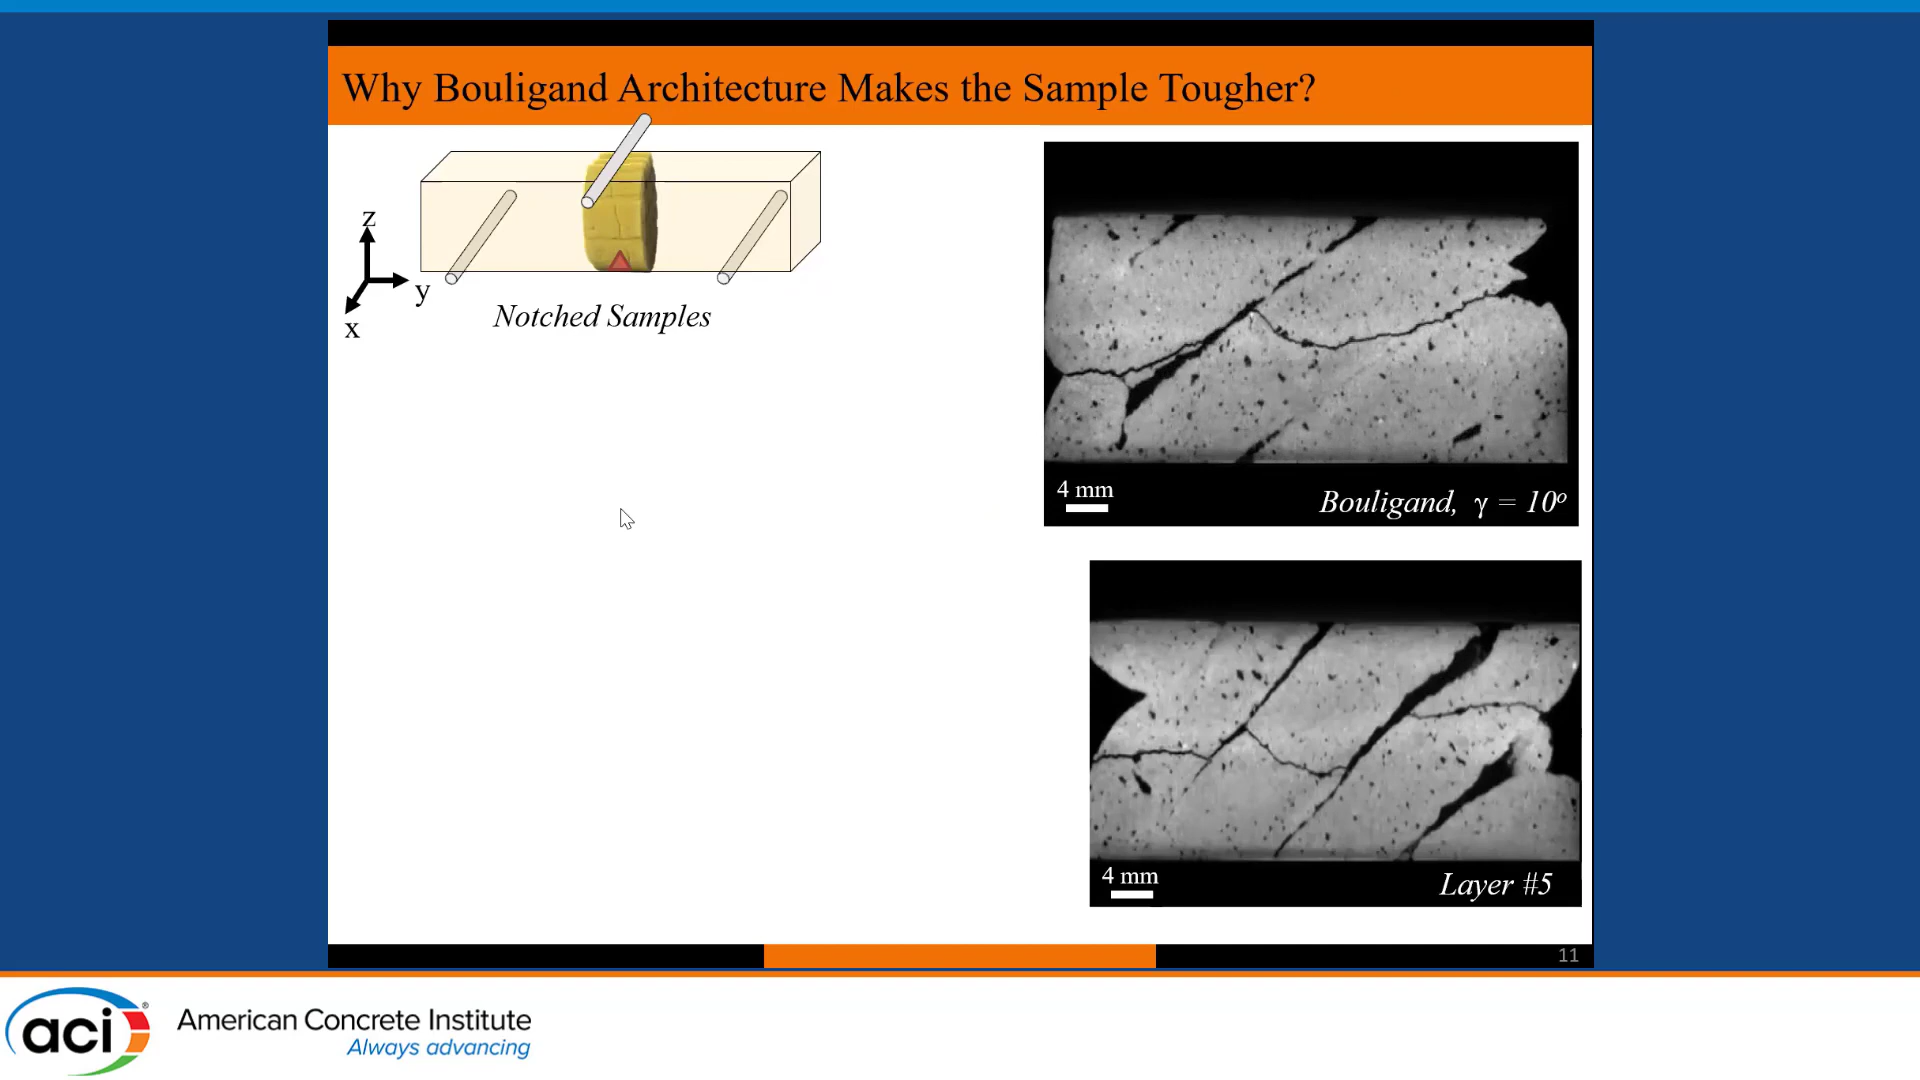 Why Bouligand Architecture Makes the Sample Tougher?
z
y
x
Notched Samples
4 mm
Bouligand, γ = 10º
4 mm
Layer #5
11
aci®
American Concrete Institute
Always advancing